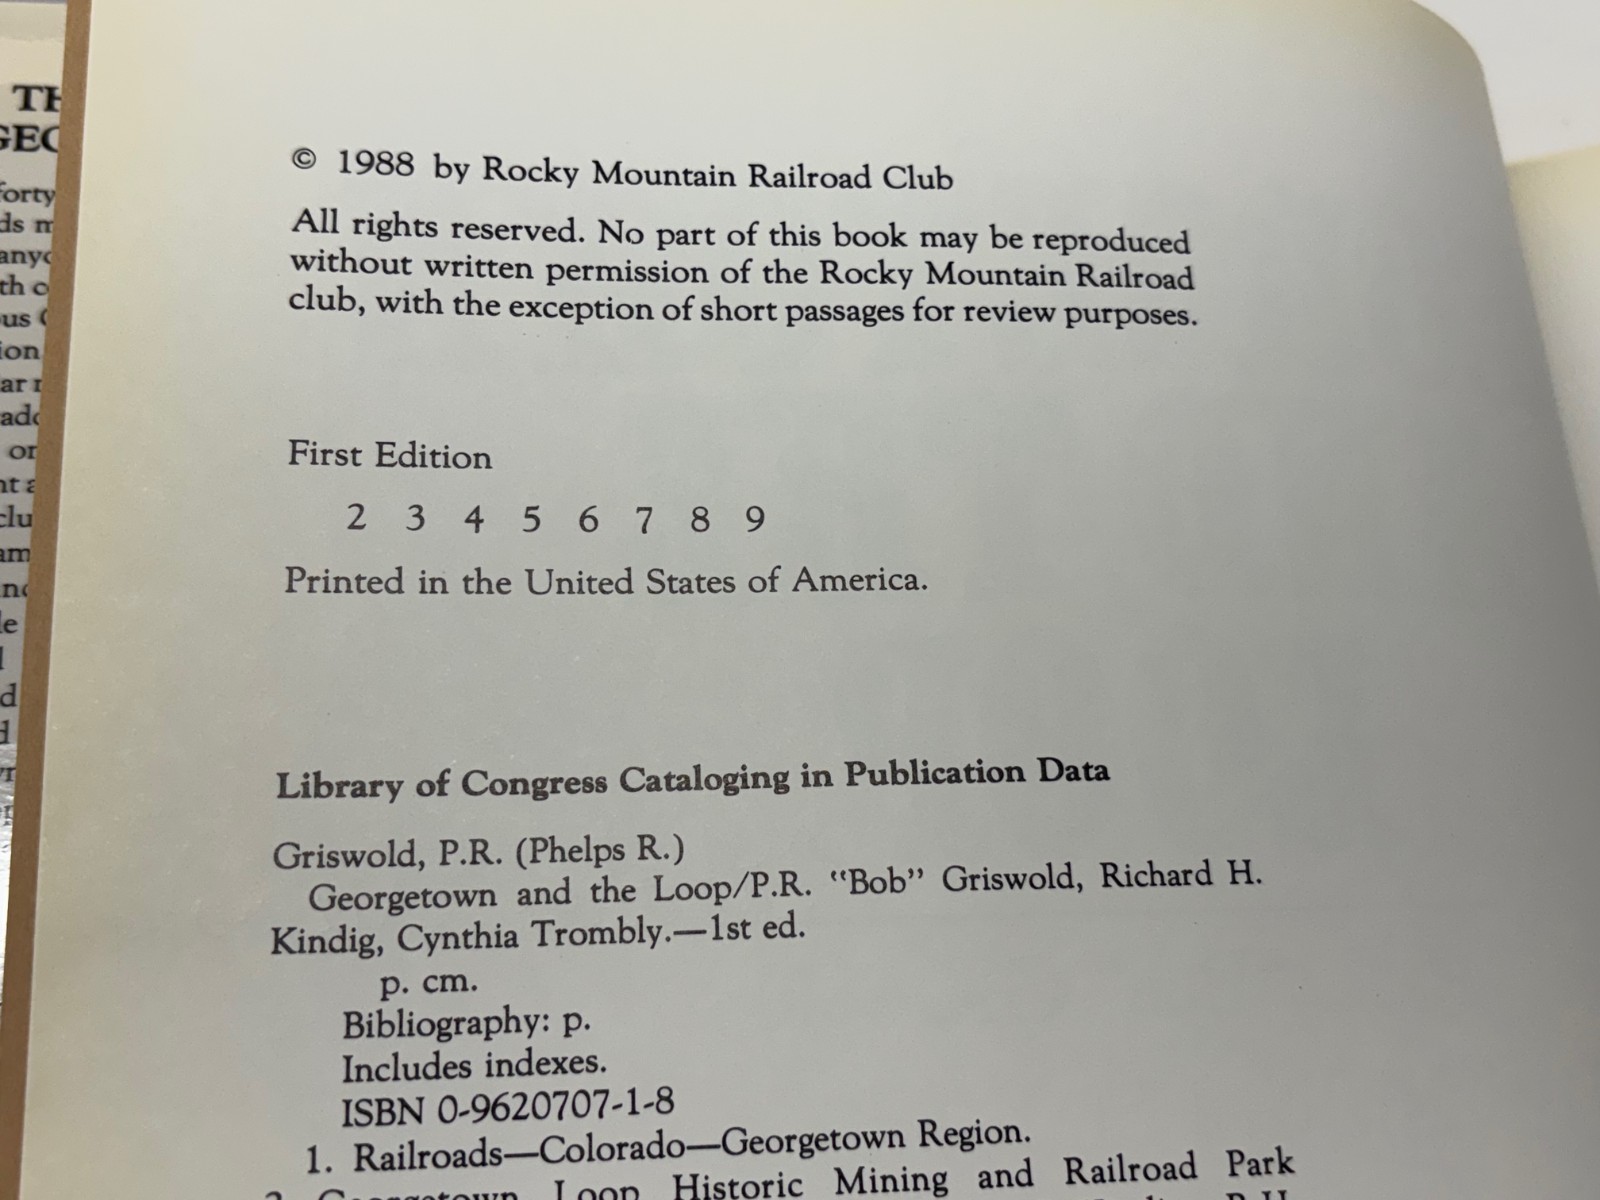 © 1988 by Rocky Mountain Railroad Club
All rights reserved. No part of this book may be reproduced
without written permission of the Rocky Mountain Railroad
club, with the exception of short passages for review purposes.
First Edition
2 3 4 5 6 7 8 9
Printed in the United States of America.
Library of Congress Cataloging in Publication Data
Griswold, P.R. (Phelps R.)
Georgetown and the Loop/P.R. “Bob” Griswold, Richard H.
Kindig, Cynthia Trombly.—1st ed.
p. cm.
Bibliography: p.
Includes indexes.
ISBN 0-9620707-1-8
1. Railroads—Colorado—Georgetown Region.
2. Georgetown Loop Historic Mining and Railroad Park